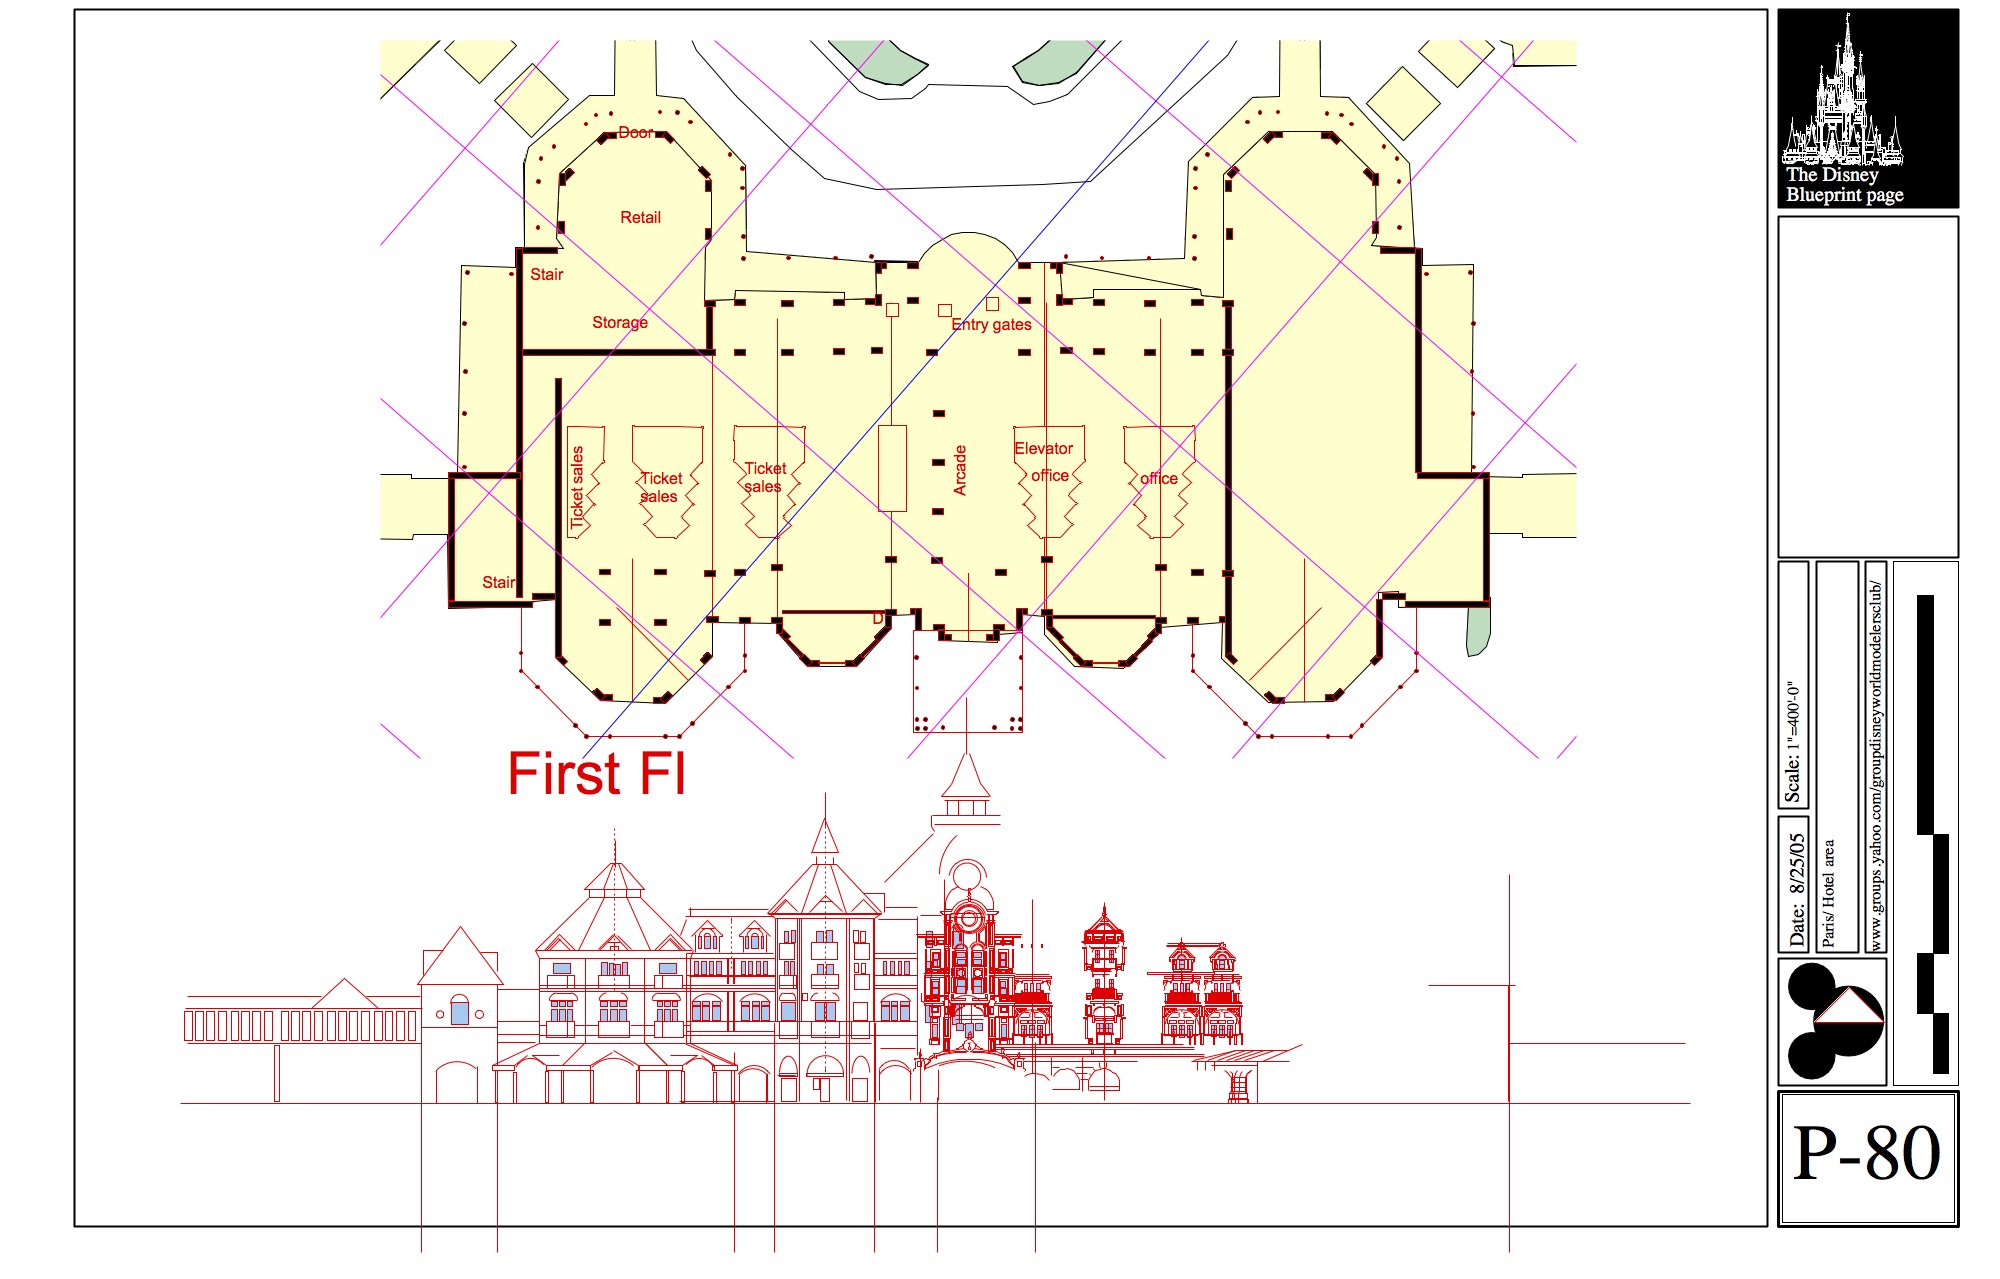 Door
Retail
Stair
Storage
Entry gates
Ticket sales
Ticket
sales
Ticket
sales
Arcade
Elevator
office
office
Stair
D
First Fl
The Disney
Blueprint page
Scale: 1"=400'-0"
Date: 8/25/05
Paris/ Hotel area
www.groups .yahoo.com/groupdisneyworldmodelersclub/
P-80